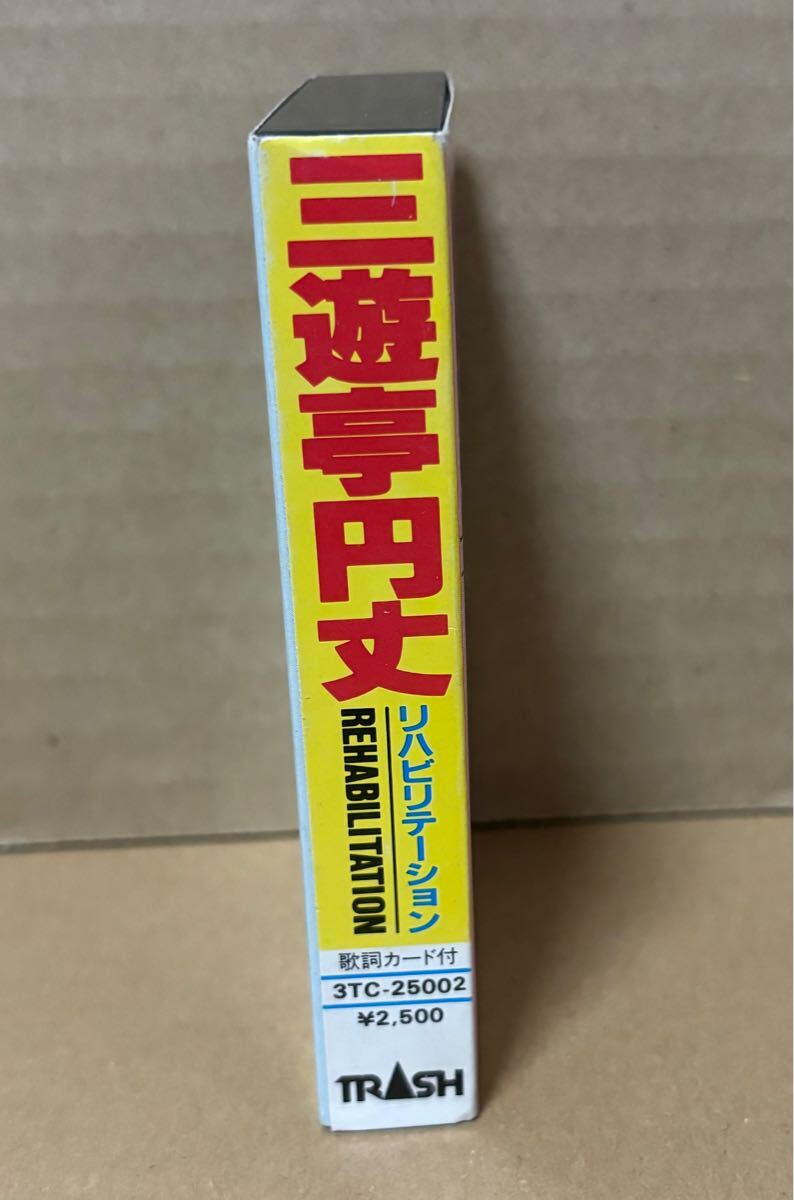 三遊亭円丈
リハビリテーション
REHABILITATION
歌詞カード付
3TC-25002
¥2,500
TRASH